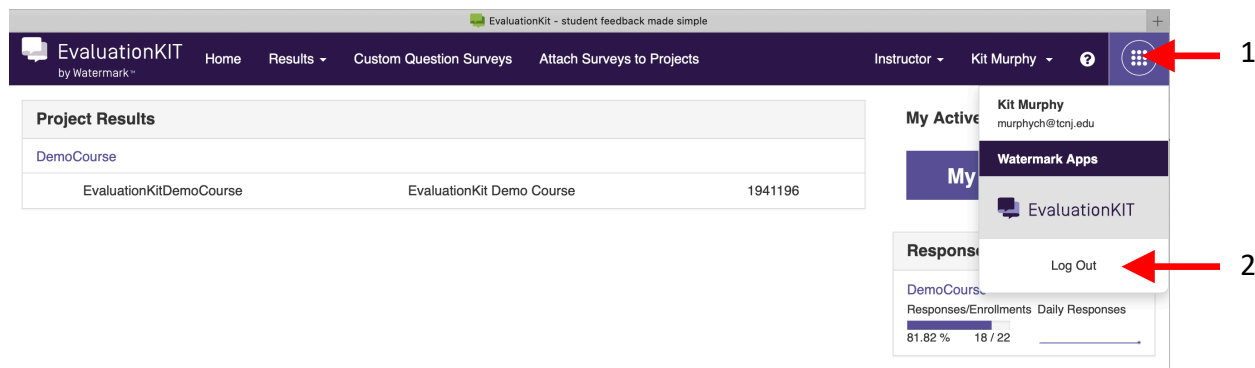 EvaluationKit - student feedback made simple
+
EvaluationKIT
by Watermark™
Home Results Custom Question Surveys Attach Surveys to Projects Instructor Kit Murphy ?
1
Project Results
DemoCourse
EvaluationKitDemoCourse EvaluationKit Demo Course 1941196
My Active
My
Kit Murphy
murphych@tcnj.edu
Watermark Apps
EvaluationKIT
Log Out
2
Respons
DemoCourse
Responses/Enrollments Daily Responses
81.82 % 18 / 22